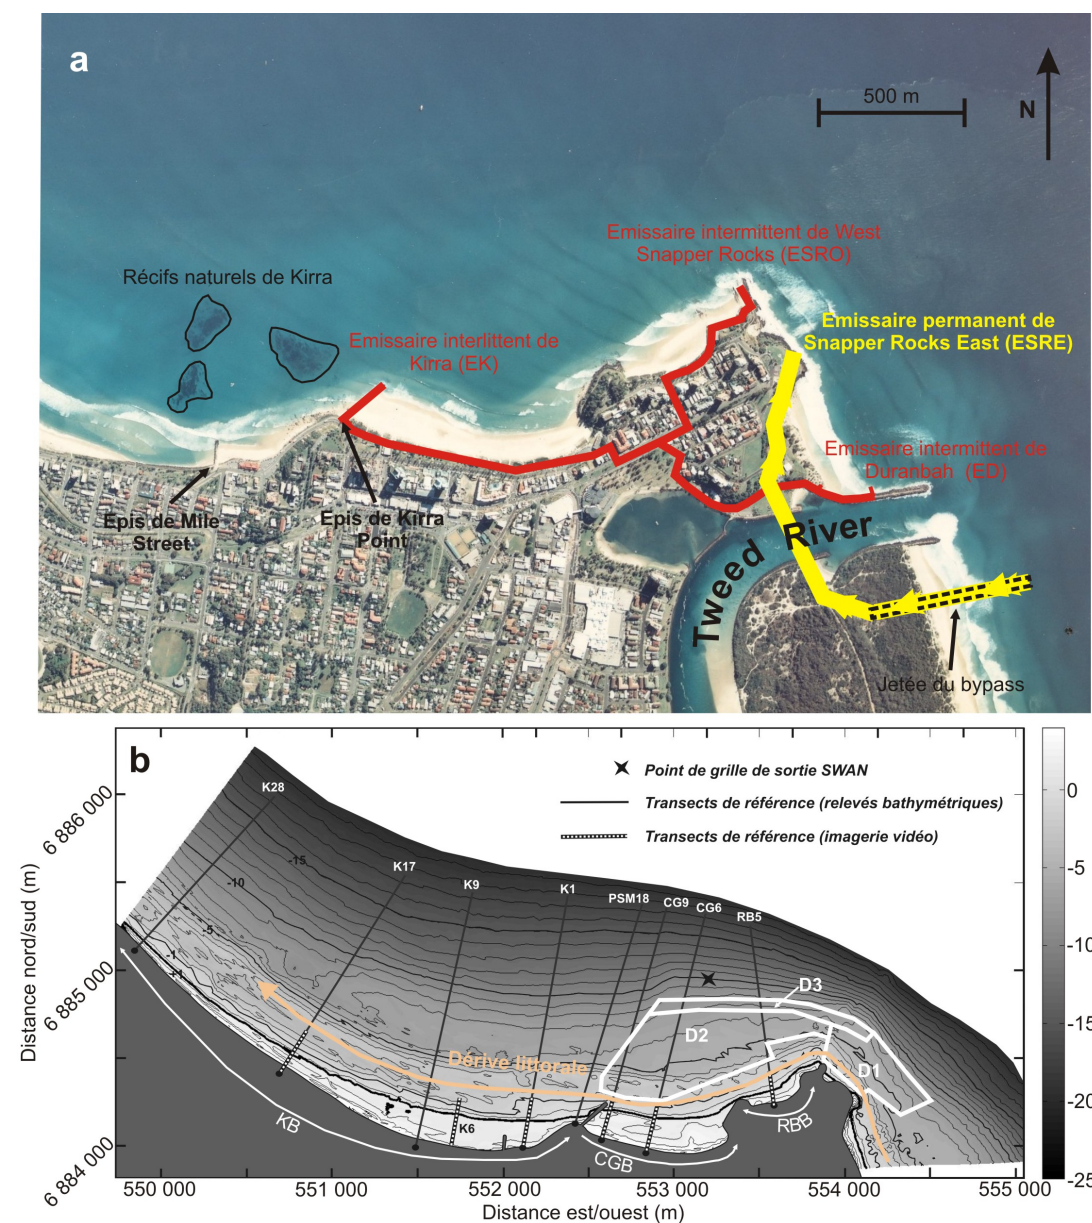 a
500 m
N
Emissaire intermittent de West
Snapper Rocks (ESRO)
Récifs naturels de Kirra
Emissaire permanent de
Snapper Rocks East (ESRE)
Emissaire interlittent de
Kirra (EK)
Emissaire intermittent de
Duranbah (ED)
Epis de Mile
Street
Epis de Kirra
Point
Tweed River
Jetée du bypass
b
Point de grille de sortie SWAN
Transects de référence (relevés bathymétriques)
Transects de référence (imagerie vidéo)
K28
K17
K9
K1
PSM18
CG9
CG6
RB5
-15
-10
-5
-1
+1
D3
D2
D1
Dérive littorale
K6
KB
CGB
RBB
0
-5
-10
-15
-20
-25
6 886 000
6 885 000
6 884 000
Distance nord/sud (m)
550 000
551 000
552 000
553 000
554 000
555 000
Distance est/ouest (m)